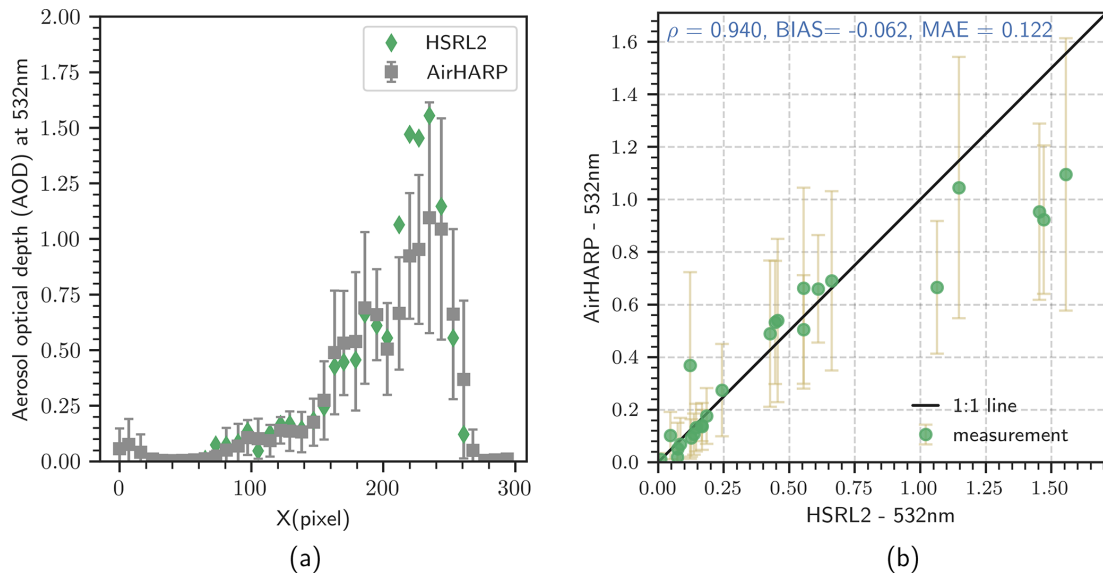 2.00
1.75
1.50
1.25
1.00
0.75
0.50
0.25
0.00
Aerosol optical depth (AOD) at 532nm
HSRL2
AirHARP
0 100 200 300
X(pixel)
(a)
ρ = 0.940, BIAS= -0.062, MAE = 0.122
1.6
1.4
1.2
1.0
0.8
0.6
0.4
0.2
0.0
AirHARP - 532nm
1:1 line
measurement
0.00 0.25 0.50 0.75 1.00 1.25 1.50
HSRL2 - 532nm
(b)